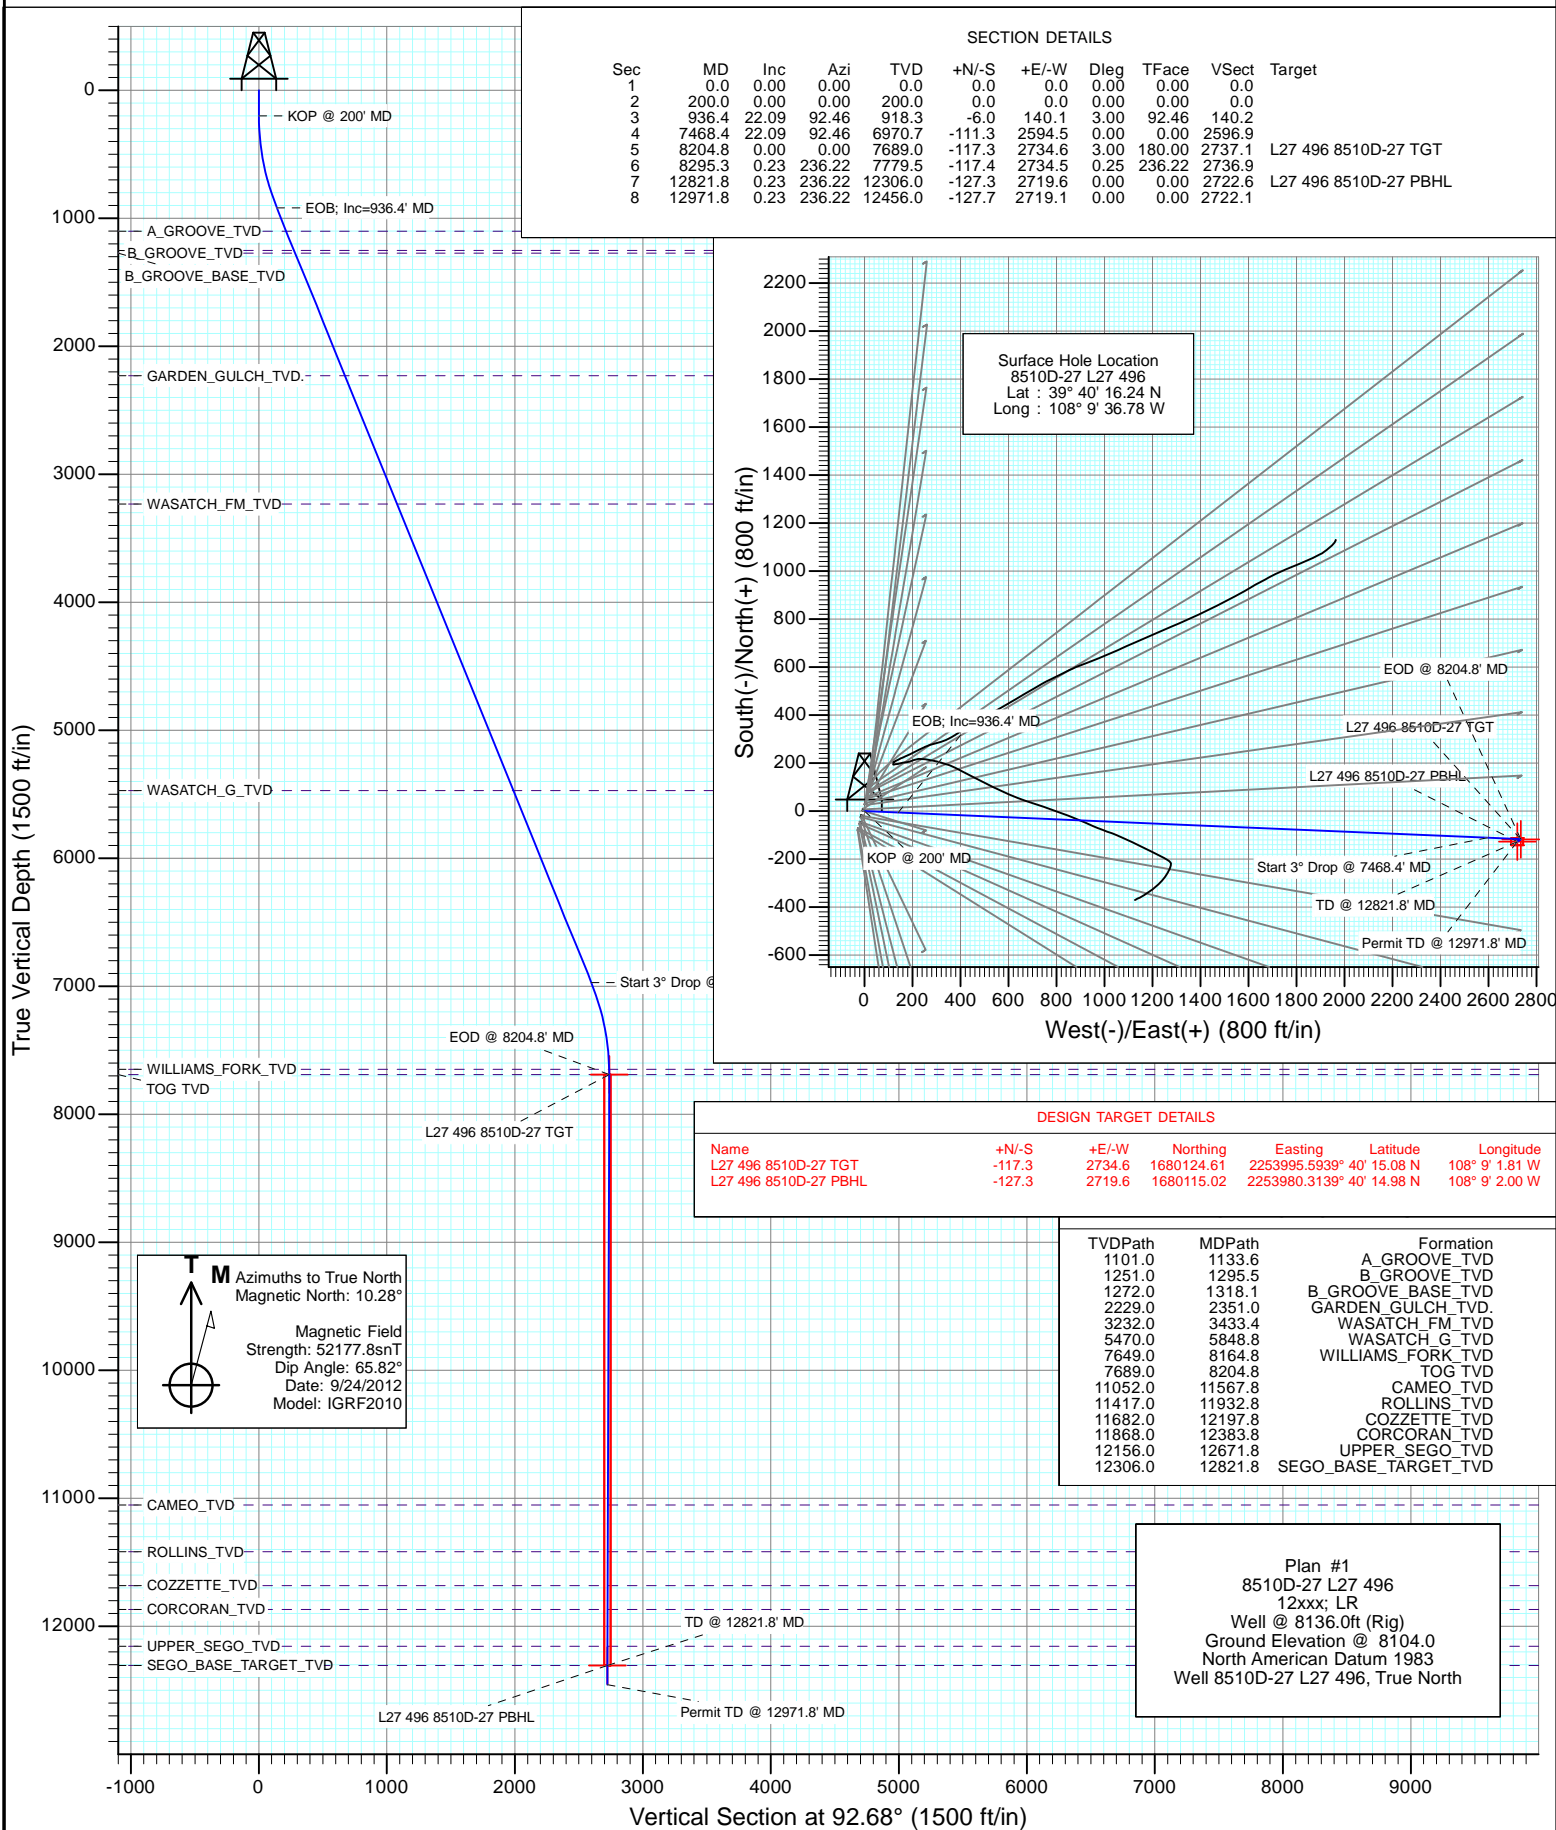 SECTION DETAILS
Sec MD Inc Azi TVD +N/-S +E/-W Dleg TFace VSect Target
1 0.0 0.00 0.00 0.0 0.0 0.0 0.00 0.00 0.0
2 200.0 0.00 0.00 200.0 0.0 0.0 0.00 0.00 0.0
3 936.4 22.09 92.46 918.3 -6.0 140.1 3.00 92.46 140.2
4 7468.4 22.09 92.46 6970.7 -111.3 2594.5 0.00 0.00 2596.9
5 8204.8 0.00 0.00 7689.0 -117.3 2734.6 3.00 180.00 2737.1 L27 496 8510D-27 TGT
6 8295.3 0.23 236.22 7779.5 -117.4 2734.5 0.25 236.22 2736.9
7 12821.8 0.23 236.22 12306.0 -127.3 2719.6 0.00 0.00 2722.6 L27 496 8510D-27 PBHL
8 12971.8 0.23 236.22 12456.0 -127.7 2719.1 0.00 0.00 2722.1
True Vertical Depth (1500 ft/in)
0
1000
2000
3000
4000
5000
6000
7000
8000
9000
10000
11000
12000
KOP @ 200' MD
EOB; Inc=936.4' MD
A_GROOVE_TVD
B_GROOVE_TVD
B_GROOVE_BASE_TVD
GARDEN_GULCH_TVD.
WASATCH_FM_TVD
WASATCH_G_TVD
Start 3° Drop @
EOD @ 8204.8' MD
WILLIAMS_FORK_TVD
TOG TVD
L27 496 8510D-27 TGT
CAMEO_TVD
ROLLINS_TVD
COZZETTE_TVD
CORCORAN_TVD
TD @ 12821.8' MD
UPPER_SEGO_TVD
SEGO_BASE_TARGET_TVD
L27 496 8510D-27 PBHL
Permit TD @ 12971.8' MD
-1000 0 1000 2000 3000 4000 5000 6000 7000 8000 9000
Vertical Section at 92.68° (1500 ft/in)
South(-)/North(+) (800 ft/in)
2200
2000
1800
1600
1400
1200
1000
800
600
400
200
0
-200
-400
-600
Surface Hole Location
8510D-27 L27 496
Lat : 39° 40' 16.24 N
Long : 108° 9' 36.78 W
EOD @ 8204.8' MD
EOB; Inc=936.4' MD
L27 496 8510D-27 TGT
L27 496 8510D-27 PBHL
KOP @ 200' MD
Start 3° Drop @ 7468.4' MD
TD @ 12821.8' MD
Permit TD @ 12971.8' MD
0 200 400 600 800 1000 1200 1400 1600 1800 2000 2200 2400 2600 2800
West(-)/East(+) (800 ft/in)
DESIGN TARGET DETAILS
Name +N/-S +E/-W Northing Easting Latitude Longitude
L27 496 8510D-27 TGT -117.3 2734.6 1680124.61 2253995.5939° 40' 15.08 N 108° 9' 1.81 W
L27 496 8510D-27 PBHL -127.3 2719.6 1680115.02 2253980.3139° 40' 14.98 N 108° 9' 2.00 W
TVDPath MDPath Formation
1101.0 1133.6 A_GROOVE_TVD
1251.0 1295.5 B_GROOVE_TVD
1272.0 1318.1 B_GROOVE_BASE_TVD
2229.0 2351.0 GARDEN_GULCH_TVD.
3232.0 3433.4 WASATCH_FM_TVD
5470.0 5848.8 WASATCH_G_TVD
7649.0 8164.8 WILLIAMS_FORK_TVD
7689.0 8204.8 TOG TVD
11052.0 11567.8 CAMEO_TVD
11417.0 11932.8 ROLLINS_TVD
11682.0 12197.8 COZZETTE_TVD
11868.0 12383.8 CORCORAN_TVD
12156.0 12671.8 UPPER_SEGO_TVD
12306.0 12821.8 SEGO_BASE_TARGET_TVD
T
M
Azimuths to True North
Magnetic North: 10.28°
Magnetic Field
Strength: 52177.8snT
Dip Angle: 65.82°
Date: 9/24/2012
Model: IGRF2010
Plan #1
8510D-27 L27 496
12xxx; LR
Well @ 8136.0ft (Rig)
Ground Elevation @ 8104.0
North American Datum 1983
Well 8510D-27 L27 496, True North